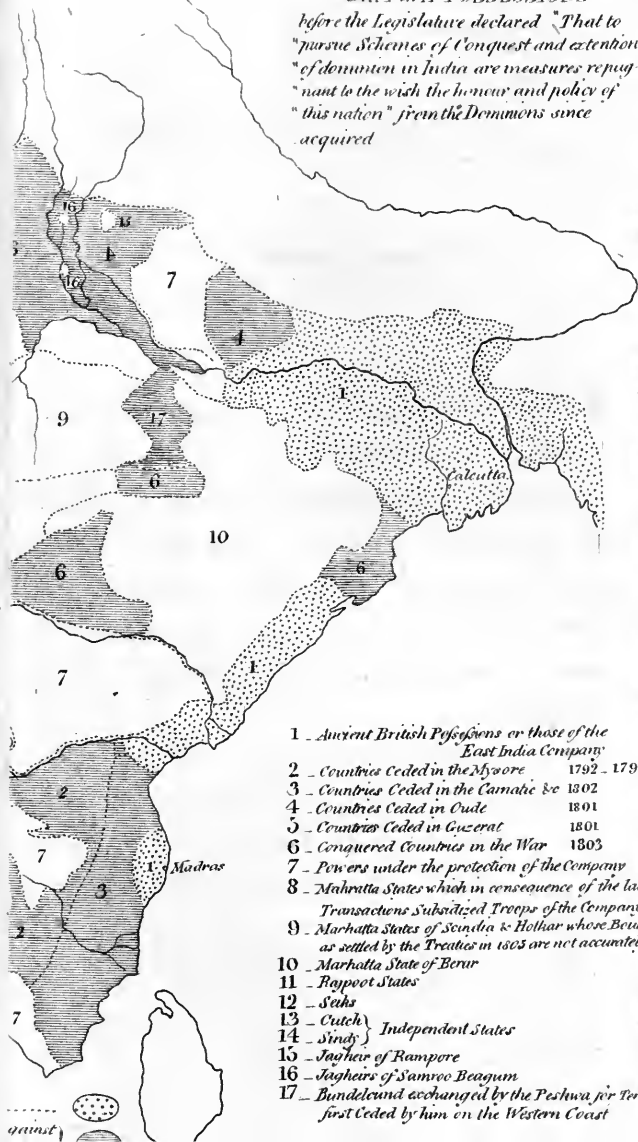 before the Legislature declared "That to
"pursue Schemes of Conquest and extention
"of dominion in India are measures repug-
"nant to the wish the honour and policy of
"this nation" from the Dominions since
acquired
16
15
4
7
16
4
1
9
17
6
Calcutta
10
6
6
1
7
2
7
1 Madras
3
2
7
1 _ Ancient British Possessions or those of the
East India Company
2 _ Countries Ceded in the Mysore 1792 - 179
3 _ Countries Ceded in the Carnatic &c 1802
4 _ Countries Ceded in Oude 1801
5 _ Countries Ceded in Guzerat 1801
6 _ Conquered Countries in the War 1803
7 _ Powers under the protection of the Company
8 _ Mahratta States which in consequence of the la
Transactions Subsidized Troops of the Company
9 _ Marhatta States of Scindia & Holkar whose Bou
as settled by the Treaties in 1803 are not accurate
10 _ Marhatta State of Berar
11 _ Rajpoot States
12 _ Seiks
13 _ Cutch
14 _ Sindy } Independent States
15 _ Jagheir of Rampore
16 _ Jagheirs of Samroo Beagum
17 _ Bundelcund exchanged by the Peshwa for Ter
first Ceded by him on the Western Coast
against